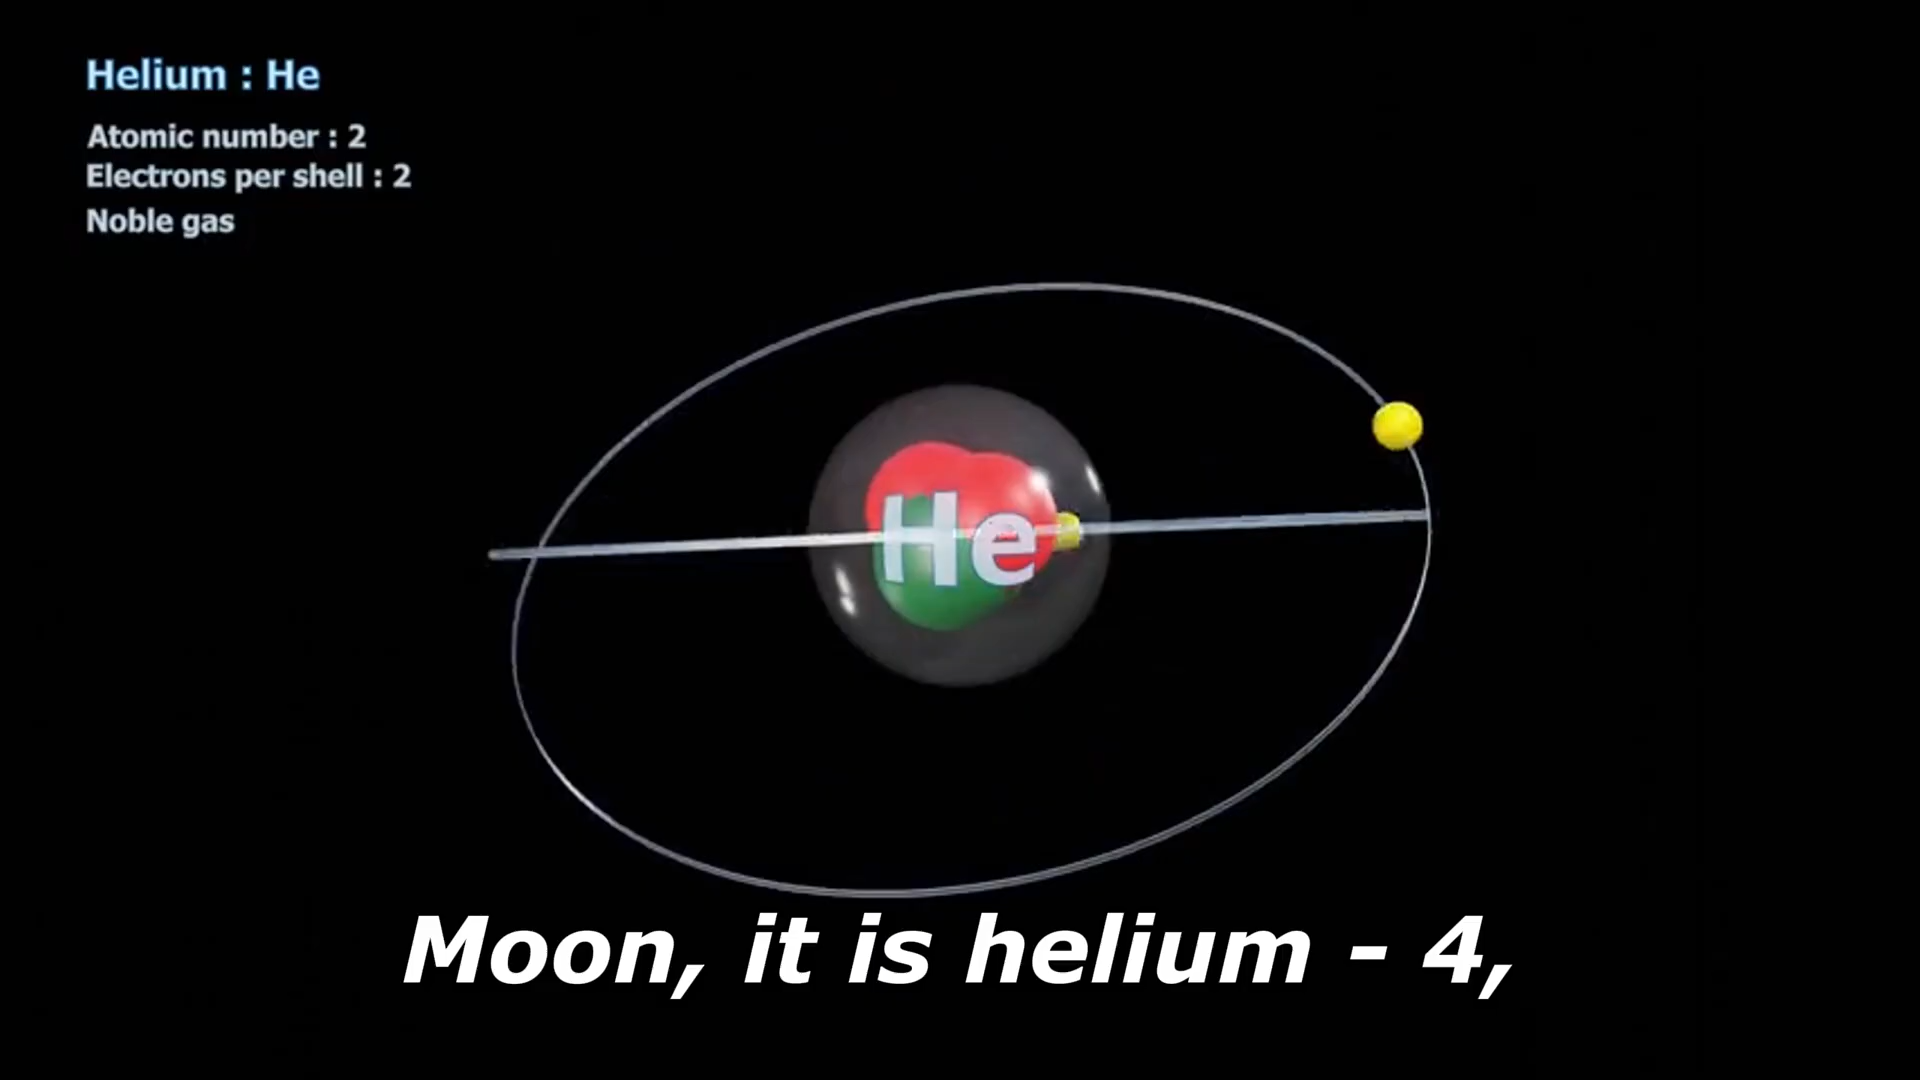 Helium : He
Atomic number : 2
Electrons per shell : 2
Noble gas
He
Moon, it is helium - 4,